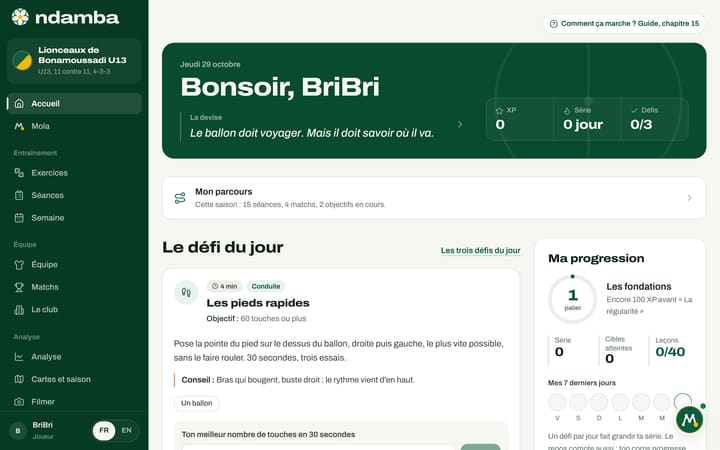 ndamba
Lionceaux de
Bonamoussadi U13
U13, 11 contre 11, 4-3-3
Accueil
Mola
Entraînement
Exercices
Séances
Semaine
Équipe
Équipe
Matchs
Le club
Analyse
Analyse
Cartes et saison
Filmer
B
BriBri
Joueur
FR
EN
Comment ça marche ? Guide, chapitre 15
Jeudi 29 octobre
Bonsoir, BriBri
La devise
Le ballon doit voyager. Mais il doit savoir où il va.
XP
0
Série
0 jour
Défis
0/3
Mon parcours
Cette saison : 15 séances, 4 matchs, 2 objectifs en cours.
Le défi du jour
Les trois défis du jour
4 min
Conduite
Les pieds rapides
Objectif : 60 touches ou plus
Pose la pointe du pied sur le dessus du ballon, droite puis gauche, le plus vite possible,
sans le faire rouler. 30 secondes, trois essais.
Conseil : Bras qui bougent, buste droit : le rythme vient d'en haut.
Un ballon
Ton meilleur nombre de touches en 30 secondes
Ma progression
1
palier
Les fondations
Encore 100 XP avant « La
régularité »
Série
0
Cibles
atteintes
0
Leçons
0/40
Mes 7 derniers jours
V S D L M M
Un défi par jour fait grandir la série. Le
repos compte aussi : ton corps progresse